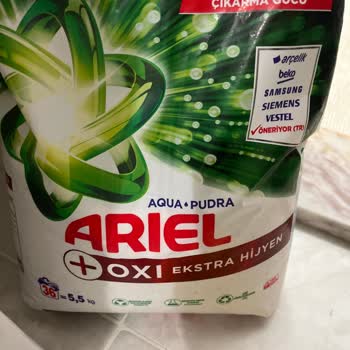 ÇIKARMA GÜCÜ
arçelik
beko
SAMSUNG
SIEMENS
VESTEL
✓ÖNERİYOR (TR)
AQUA PUDRA
ARIEL
+ OXI EKSTRA HİJYEN
36 = 5,5 kg